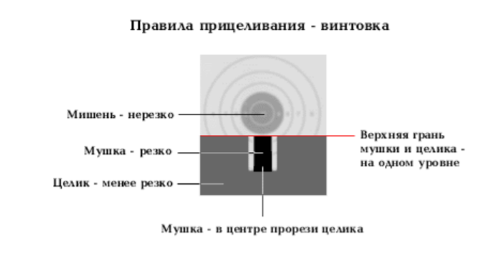 Правила прицеливания - винтовка
Мишень - нерезко
Мушка - резко
Целик - менее резко
Верхняя грань
мушки и целика -
на одном уровне
Мушка - в центре прорези целика